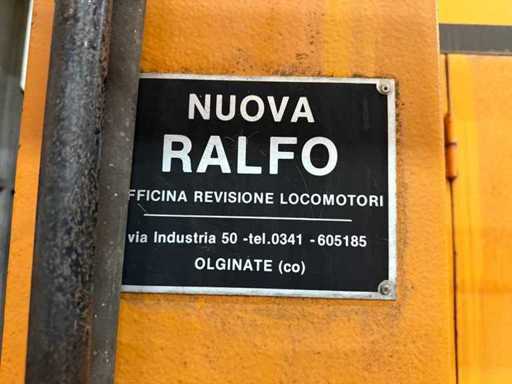 NUOVA
RALFO
FFICINA REVISIONE LOCOMOTORI
via Industria 50 -tel.0341 -605185
OLGINATE (co)